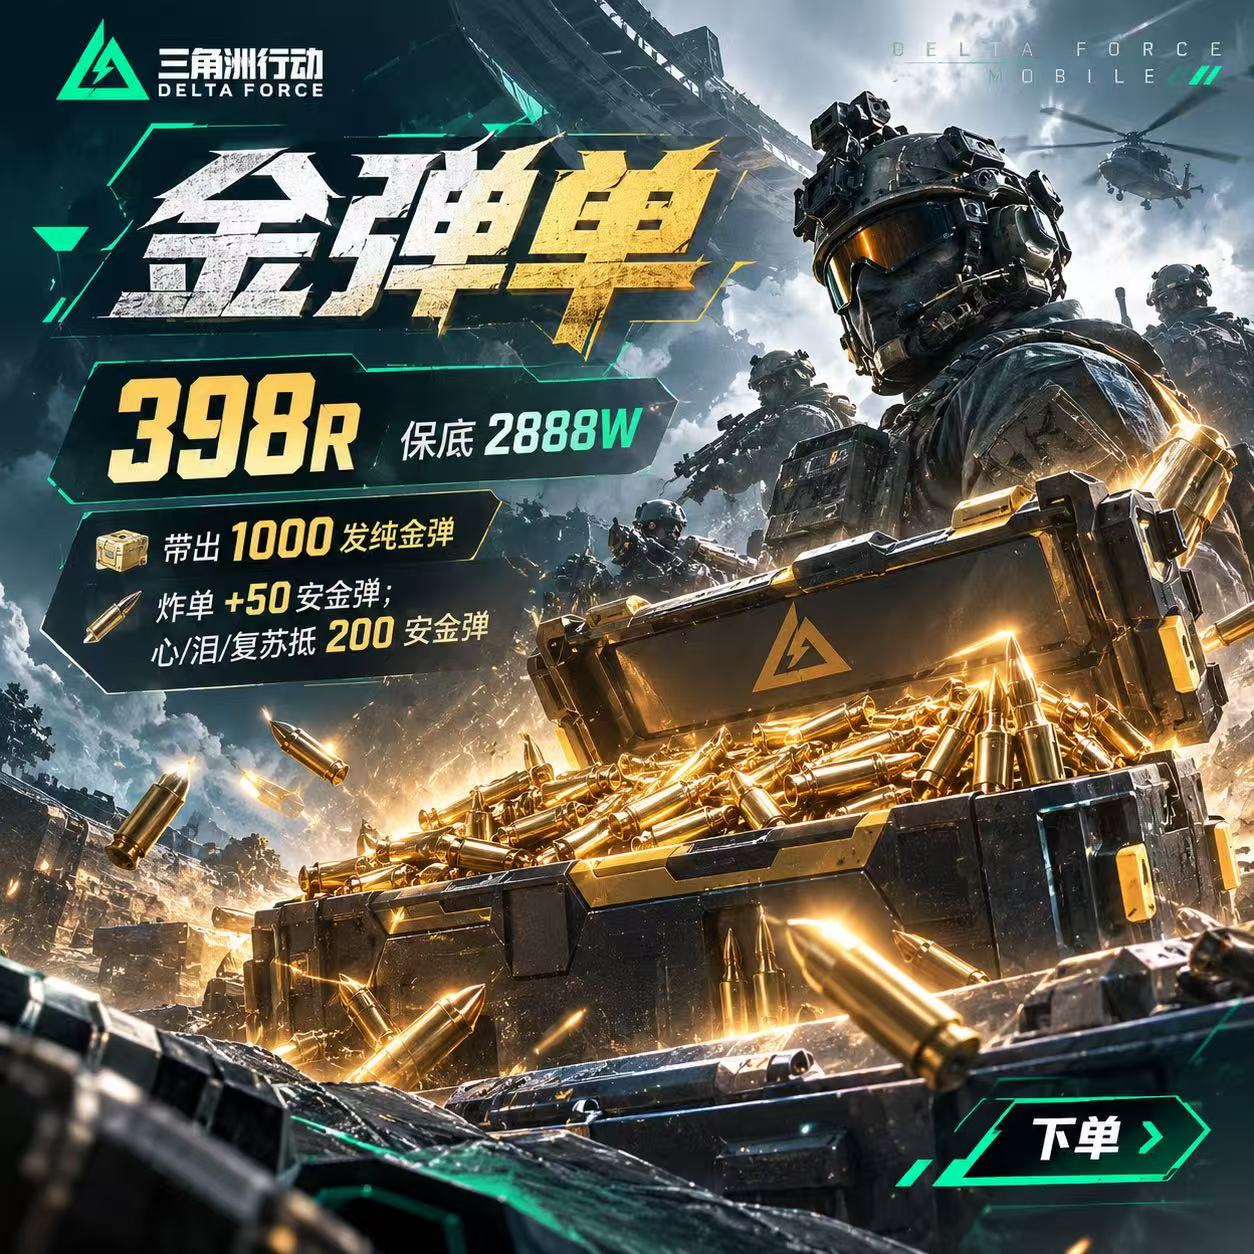 三角洲行动
DELTA FORCE
DELTA FORCE
MOBILE
金弹单
398R 保底 2888W
带出 1000 发纯金弹
炸单 +50 安金弹;
心/泪/复苏抵 200 安金弹
下单